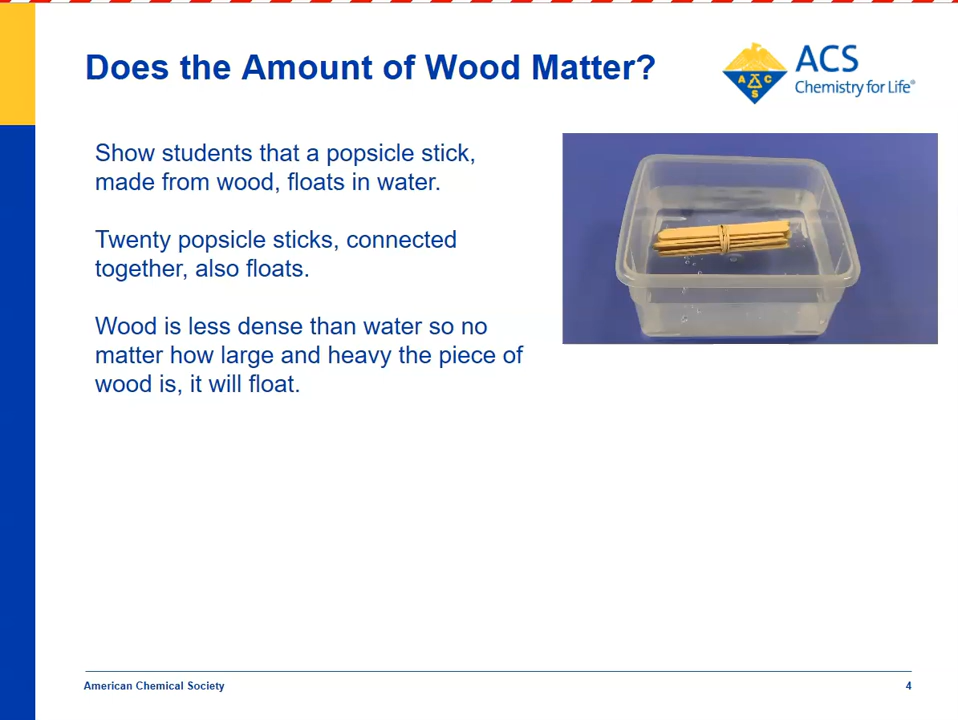 Does the Amount of Wood Matter?
A C S
ACS
Chemistry for Life®
Show students that a popsicle stick,
made from wood, floats in water.
Twenty popsicle sticks, connected
together, also floats.
Wood is less dense than water so no
matter how large and heavy the piece of
wood is, it will float.
American Chemical Society
4